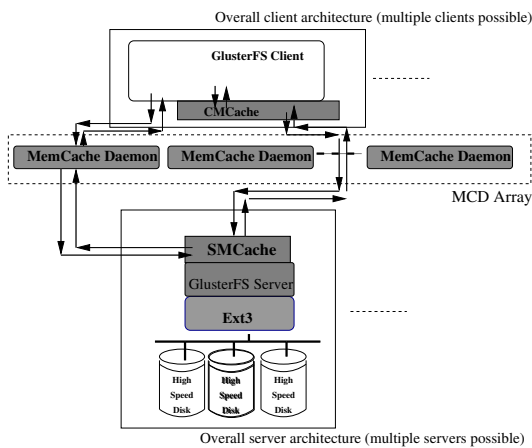 Overall client architecture (multiple clients possible)
GlusterFS Client
CMCache
MemCache Daemon
MemCache Daemon
MemCache Daemon
MCD Array
SMCache
GlusterFS Server
Ext3
High
Speed
Disk
High
Speed
Disk
High
Speed
Disk
Overall server architecture (multiple servers possible)